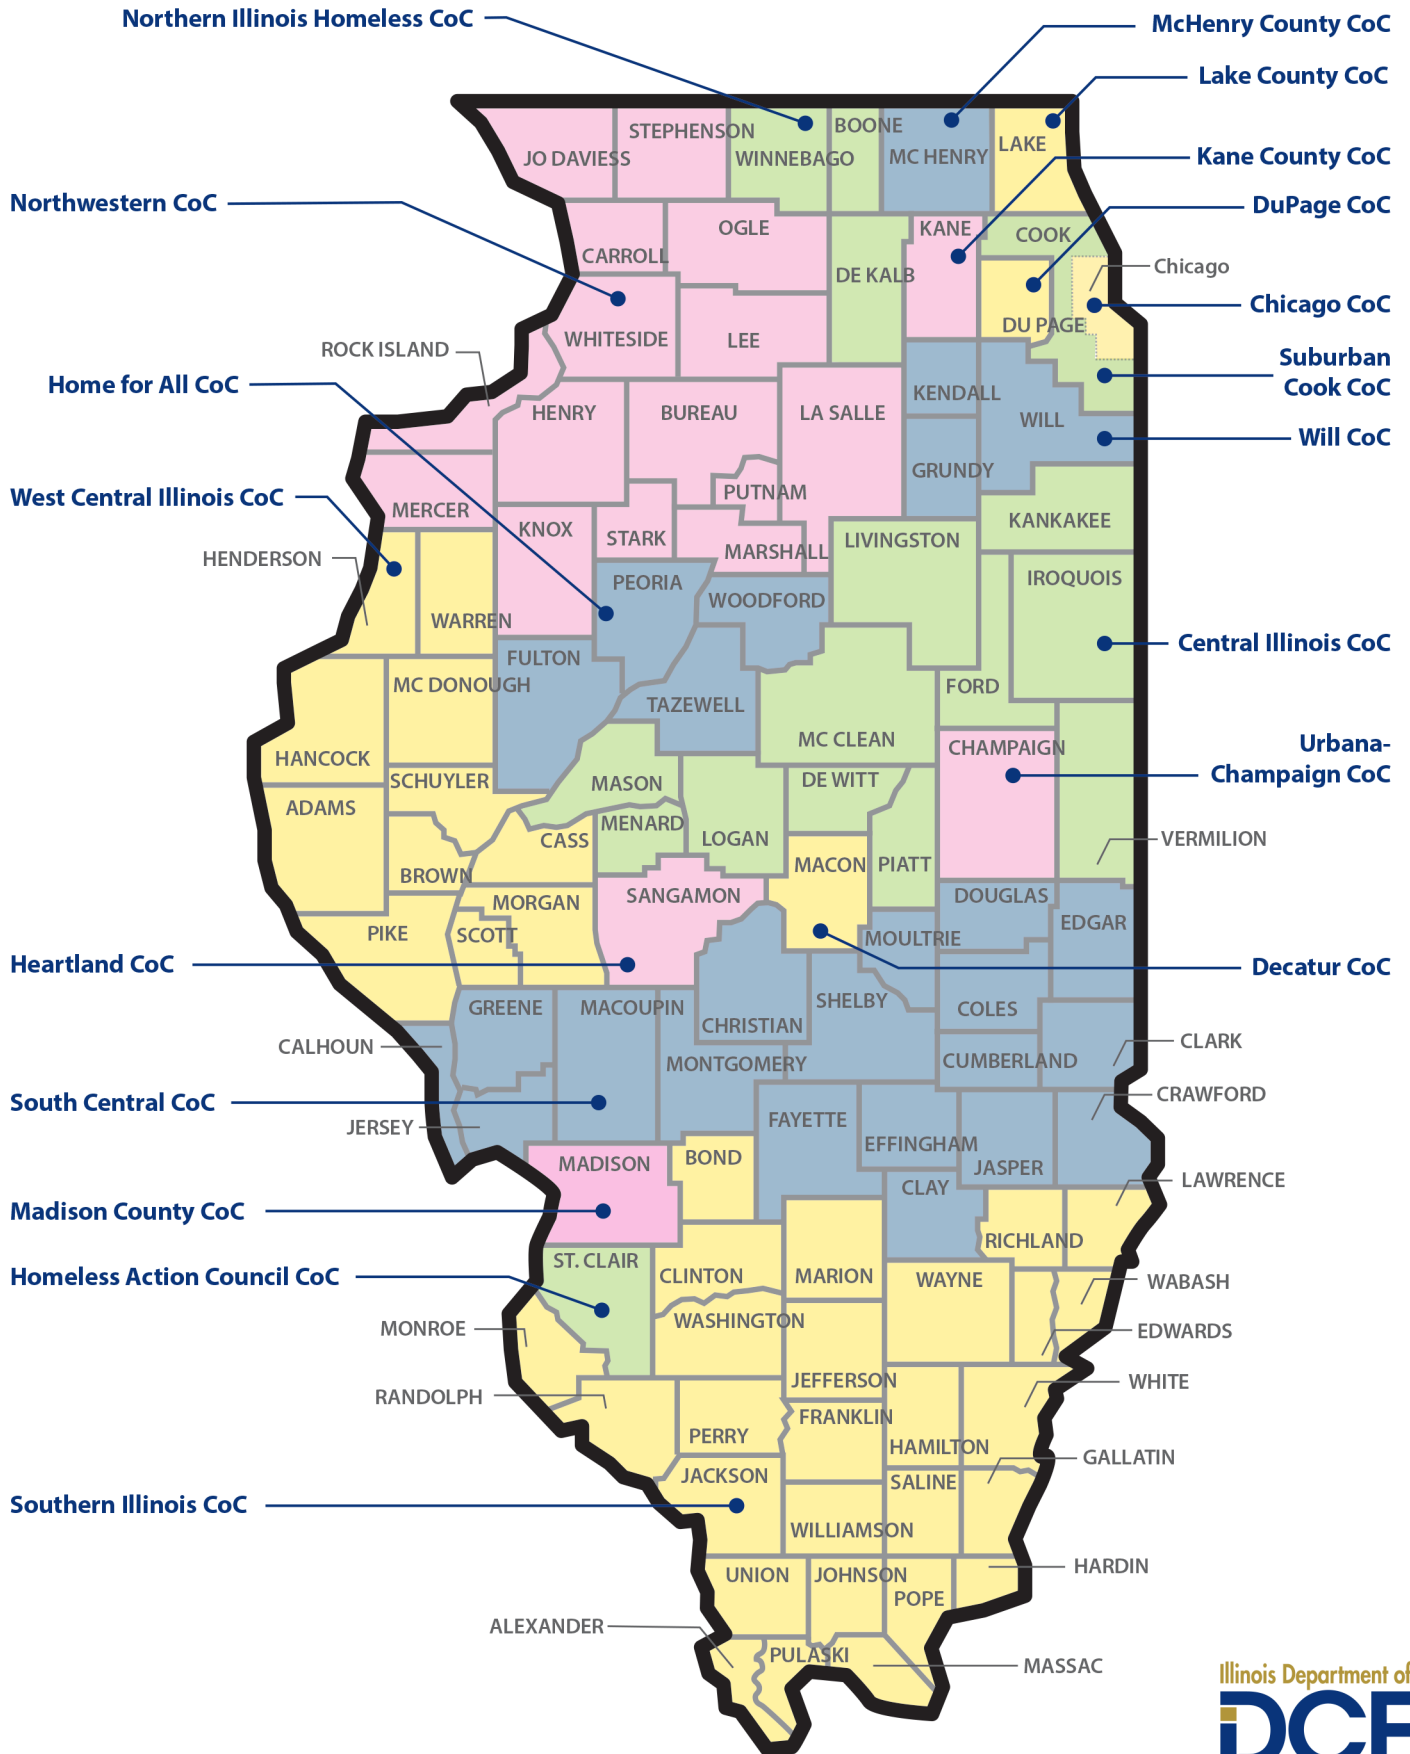 Northern Illinois Homeless CoC
McHenry County CoC
Lake County CoC
BOONE
STEPHENSON
LAKE
JO DAVIESS
WINNEBAGO
MC HENRY
Kane County CoC
Northwestern CoC
DuPage CoC
OGLE
KANE
COOK
CARROLL
Chicago
DE KALB
Chicago CoC
DU PAGE
WHITESIDE
LEE
ROCK ISLAND
Suburban
Cook CoC
Home for All CoC
KENDALL
HENRY
BUREAU
LA SALLE
WILL
Will CoC
GRUNDY
PUTNAM
West Central Illinois CoC
MERCER
KANKAKEE
KNOX
STARK
LIVINGSTON
MARSHALL
HENDERSON
IROQUOIS
PEORIA
WOODFORD
WARREN
Central Illinois CoC
FULTON
MC DONOUGH
FORD
TAZEWELL
MC CLEAN
CHAMPAIGN
Urbana-
Champaign CoC
HANCOCK
SCHUYLER
MASON
DE WITT
ADAMS
MENARD
LOGAN
CASS
VERMILION
BROWN
MACON
PIATT
SANGAMON
DOUGLAS
MORGAN
EDGAR
PIKE
SCOTT
MOULTRIE
Heartland CoC
Decatur CoC
GREENE
MACOUPIN
SHELBY
COLES
CHRISTIAN
CALHOUN
CLARK
MONTGOMERY
CUMBERLAND
South Central CoC
CRAWFORD
FAYETTE
JERSEY
EFFINGHAM
MADISON
BOND
JASPER
CLAY
LAWRENCE
Madison County CoC
RICHLAND
ST. CLAIR
Homeless Action Council CoC
CLINTON
MARION
WAYNE
WABASH
MONROE
WASHINGTON
EDWARDS
JEFFERSON
WHITE
RANDOLPH
FRANKLIN
PERRY
HAMILTON
GALLATIN
JACKSON
SALINE
Southern Illinois CoC
WILLIAMSON
HARDIN
UNION
JOHNSON
POPE
ALEXANDER
PULASKI
MASSAC
Illinois Department of